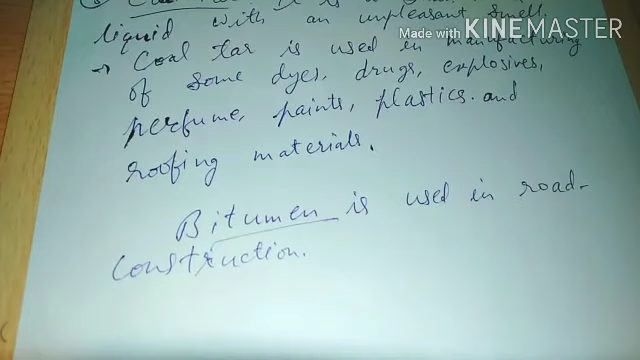 liquid with an unpleasant smell.
→ Coal tar is used in manufacturing
of some dyes, drugs, explosives,
perfume, paints, plastics. and
roofing materials.
Bitumen is used in road-
construction.
Made with KINEMASTER